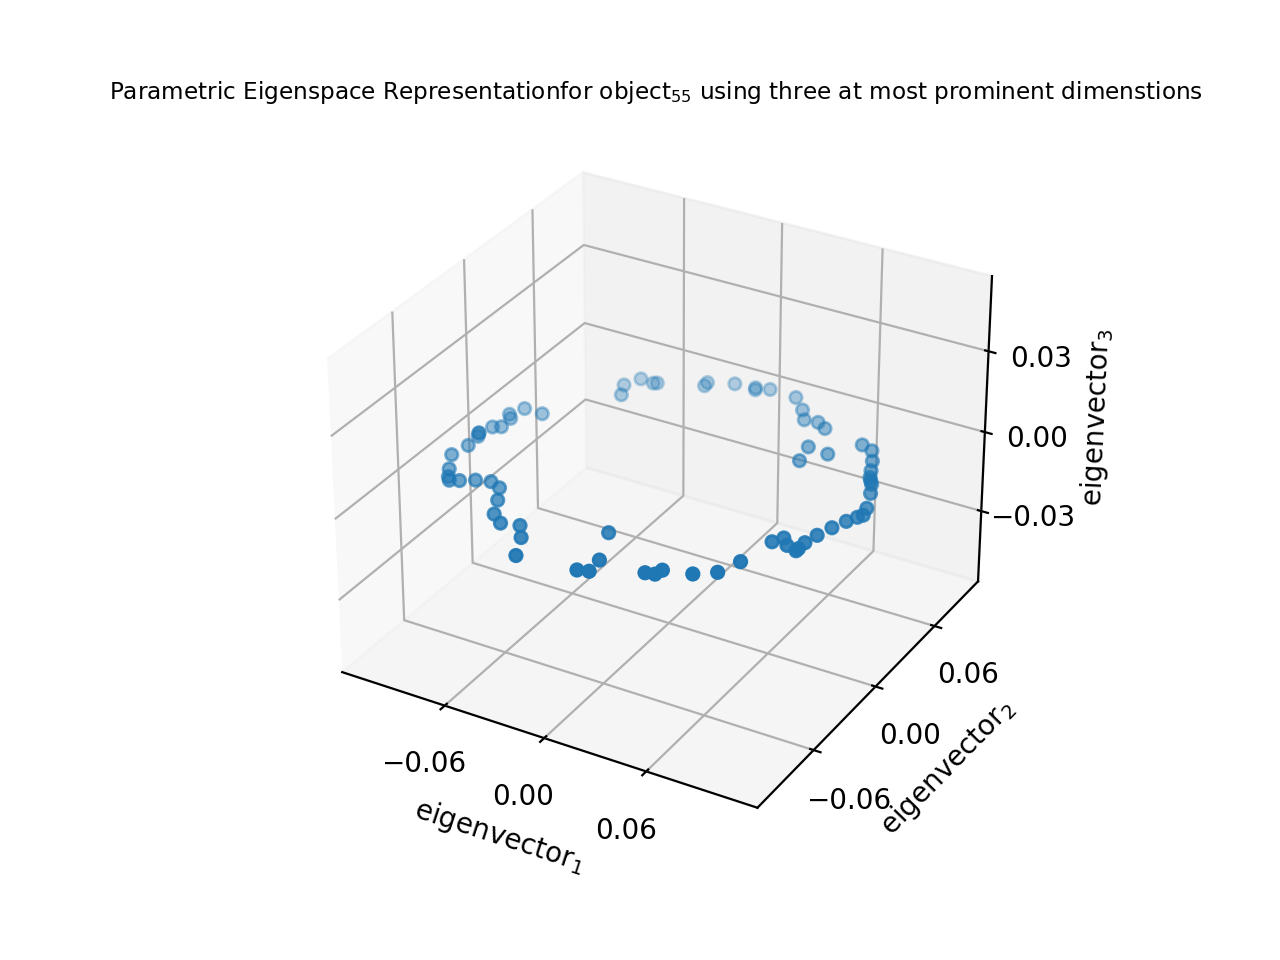 Parametric Eigenspace Representationfor object₅₅ using three at most prominent dimenstions
0.03
0.00
−0.03
eigenvector₃
0.06
0.00
−0.06
eigenvector₂
−0.06
0.00
0.06
eigenvector₁